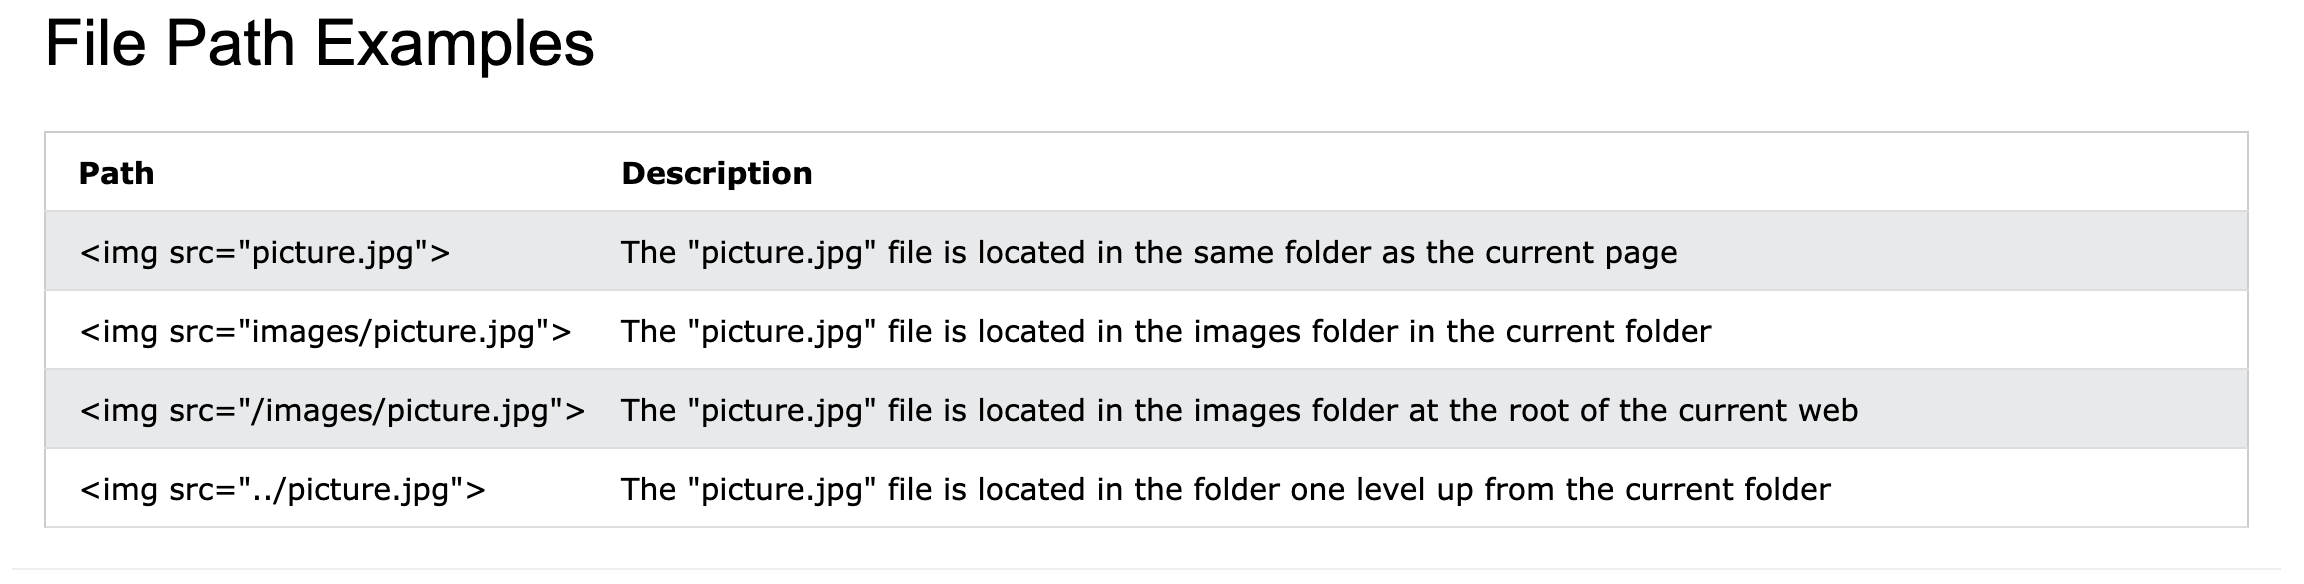 File Path Examples
Path Description
<img src="picture.jpg"> The "picture.jpg" file is located in the same folder as the current page
<img src="images/picture.jpg"> The "picture.jpg" file is located in the images folder in the current folder
<img src="/images/picture.jpg"> The "picture.jpg" file is located in the images folder at the root of the current web
<img src="../picture.jpg"> The "picture.jpg" file is located in the folder one level up from the current folder